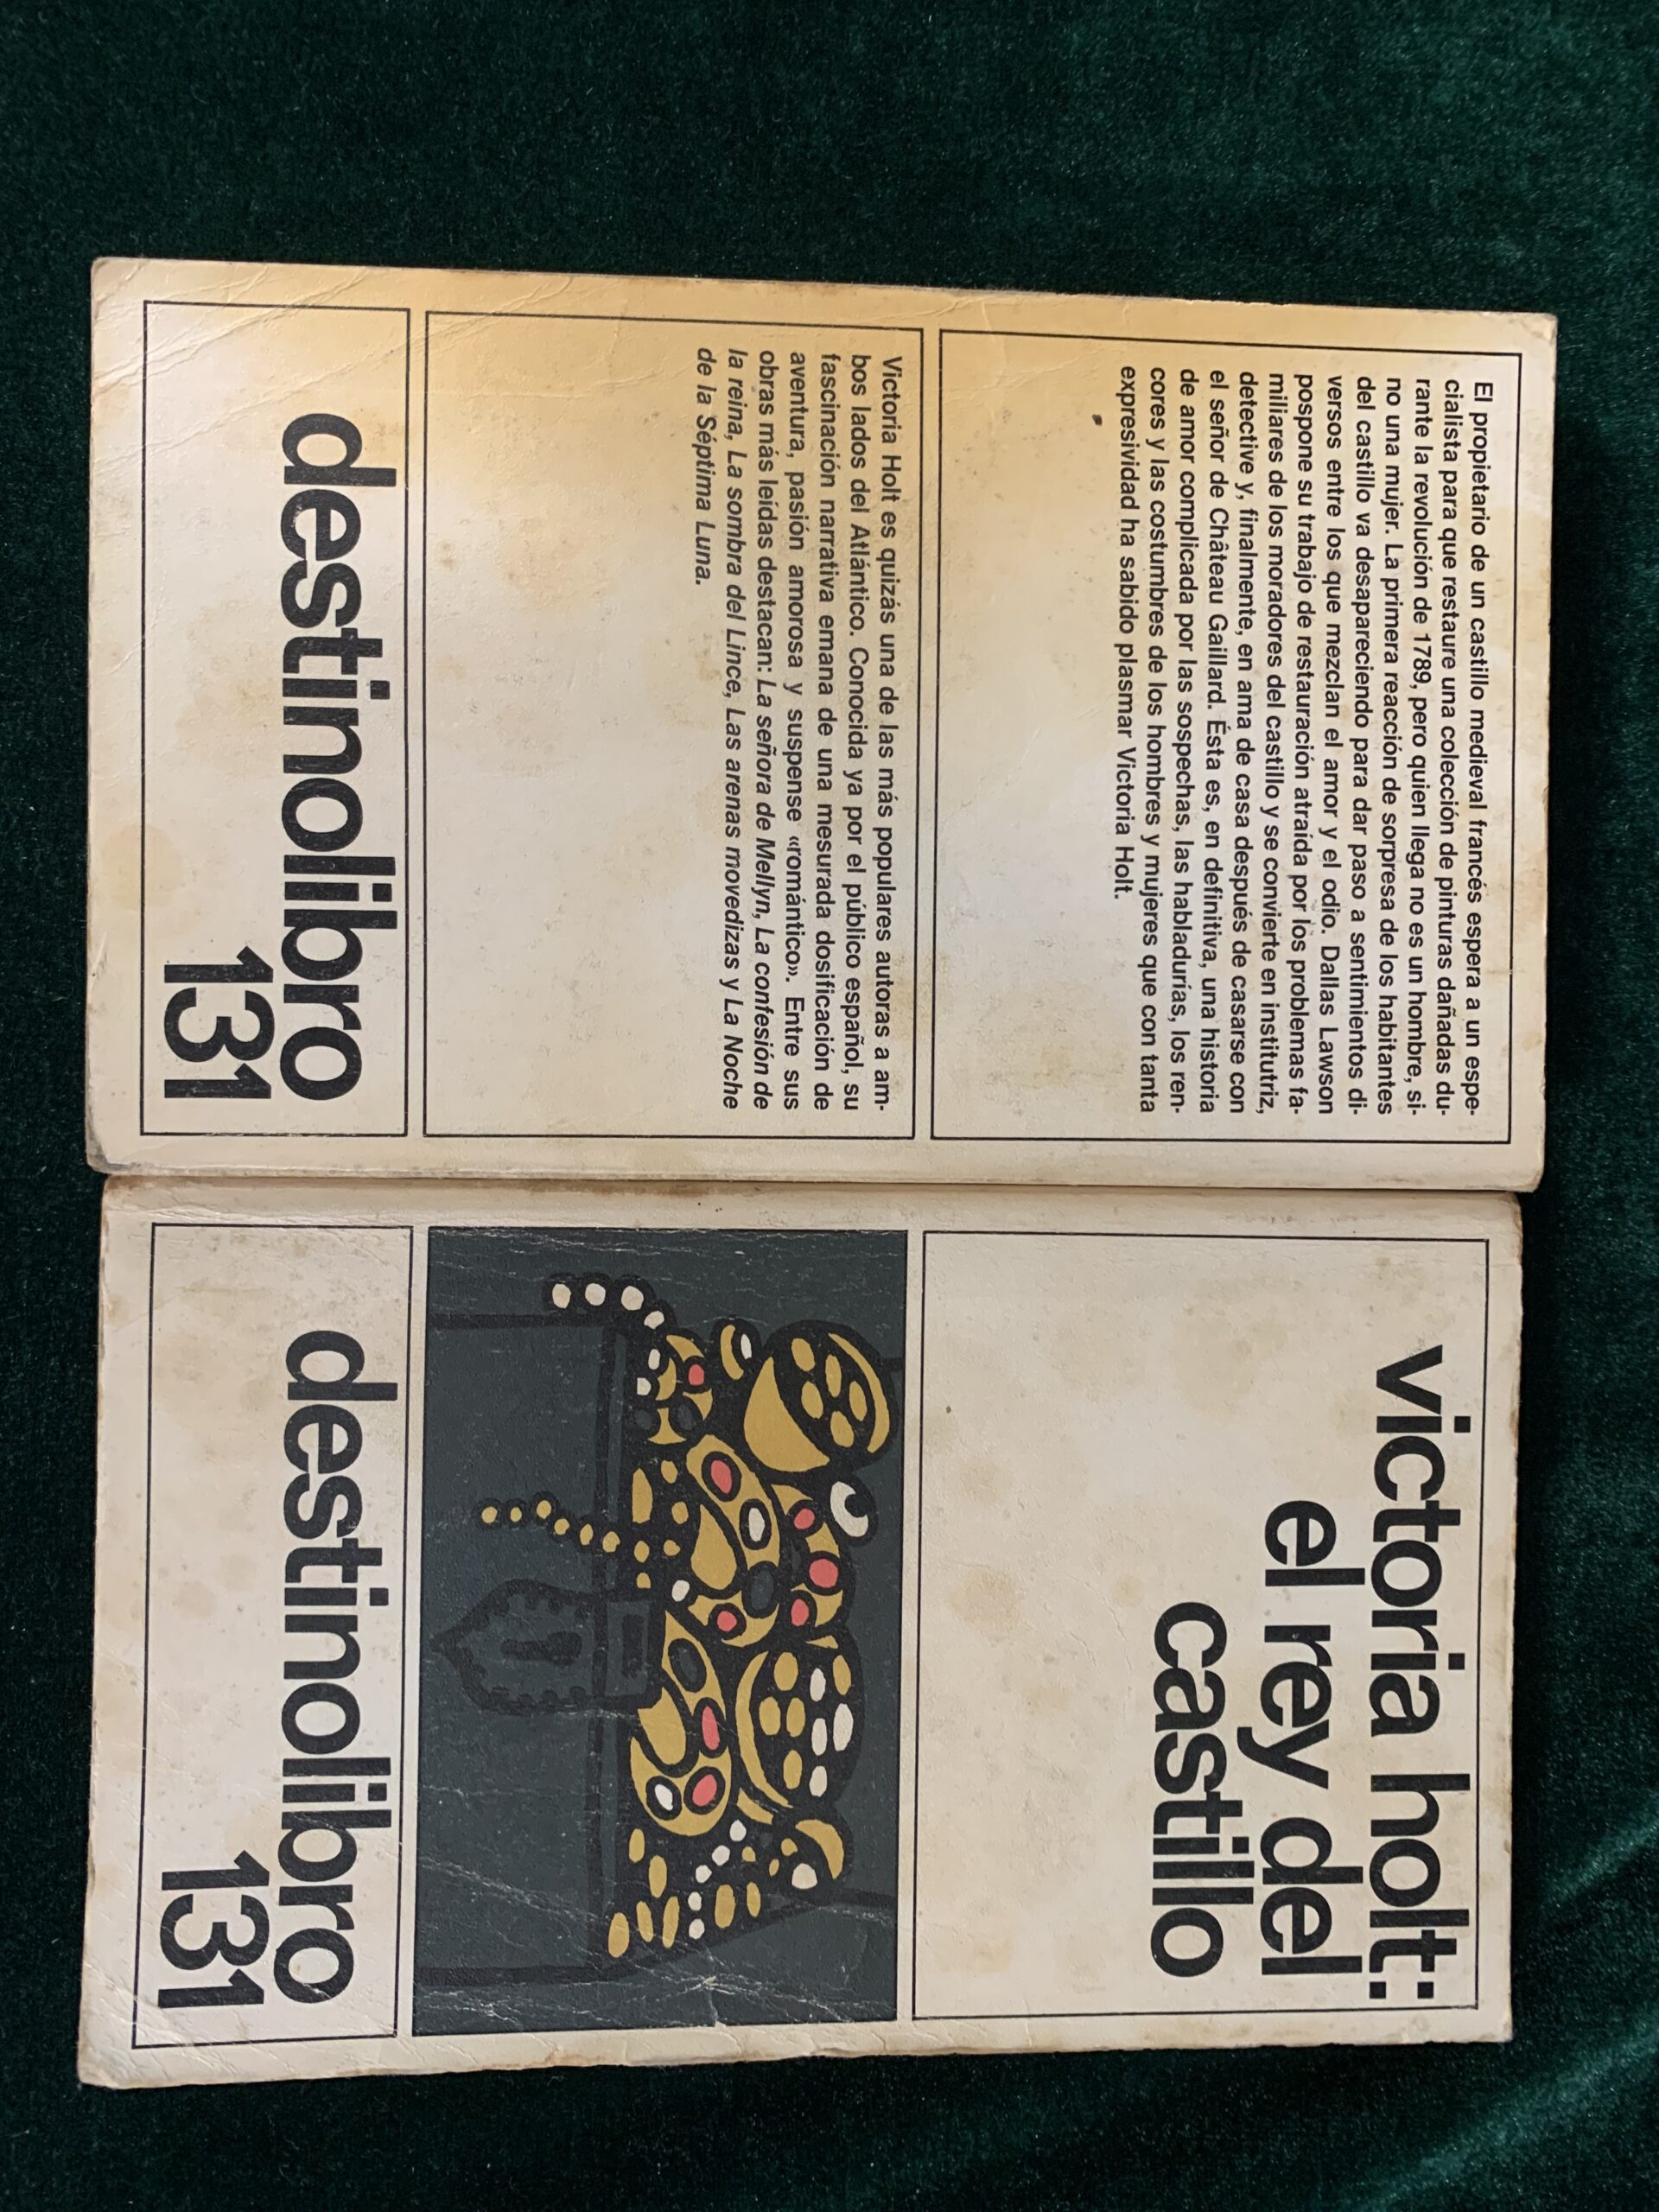 El propietario de un castillo medieval francés espera a un espe-
cialista para que restaure una colección de pinturas dañadas du-
rante la revolución de 1789, pero quien llega no es un hombre, si-
no una mujer. La primera reacción de sorpresa de los habitantes
del castillo va desapareciendo para dar paso a sentimientos di-
versos entre los que mezclan el amor y el odio. Dallas Lawson
pospone su trabajo de restauración atraída por los problemas fa-
miliares de los moradores del castillo y se convierte en institutriz,
detective y, finalmente, en ama de casa después de casarse con
el señor de Château Gaillard. Ésta es, en definitiva, una historia
de amor complicada por las sospechas, las habladurías, los ren-
cores y las costumbres de los hombres y mujeres que con tanta
expresividad ha sabido plasmar Victoria Holt.
Victoria Holt es quizás una de las más populares autoras a am-
bos lados del Atlántico. Conocida ya por el público español, su
fascinación narrativa emana de una mesurada dosificación de
aventura, pasión amorosa y suspense «romántico». Entre sus
obras más leídas destacan: La señora de Mellyn, La confesión de
la reina, La sombra del Lince, Las arenas movedizas y La Noche
de la Séptima Luna.
destinolibro
131
victoria holt:
el rey del
castillo
destinolibro
131